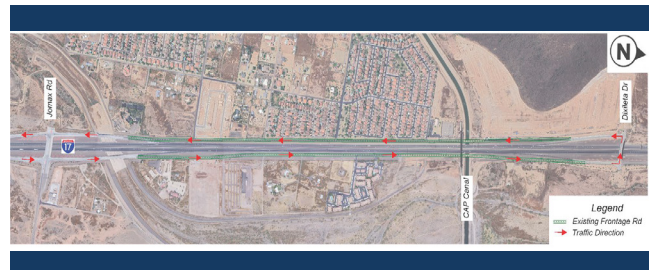 N
Jomax Rd
17
CAP Canal
Dixileta Dr
Legend
Existing Frontage Rd
Traffic Direction